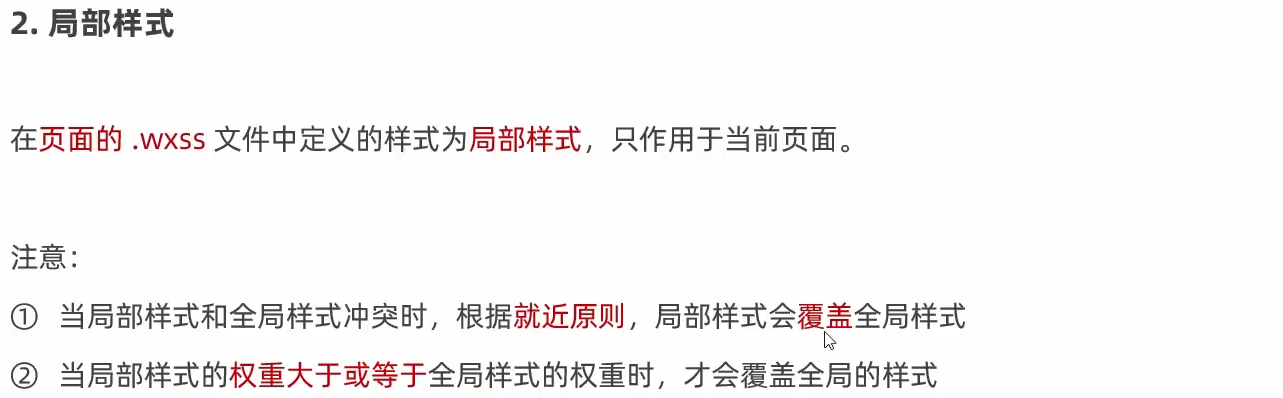 2. 局部样式
在页面的 .wxss 文件中定义的样式为局部样式，只作用于当前页面。
注意：
① 当局部样式和全局样式冲突时，根据就近原则，局部样式会覆盖全局样式
② 当局部样式的权重大于或等于全局样式的权重时，才会覆盖全局的样式